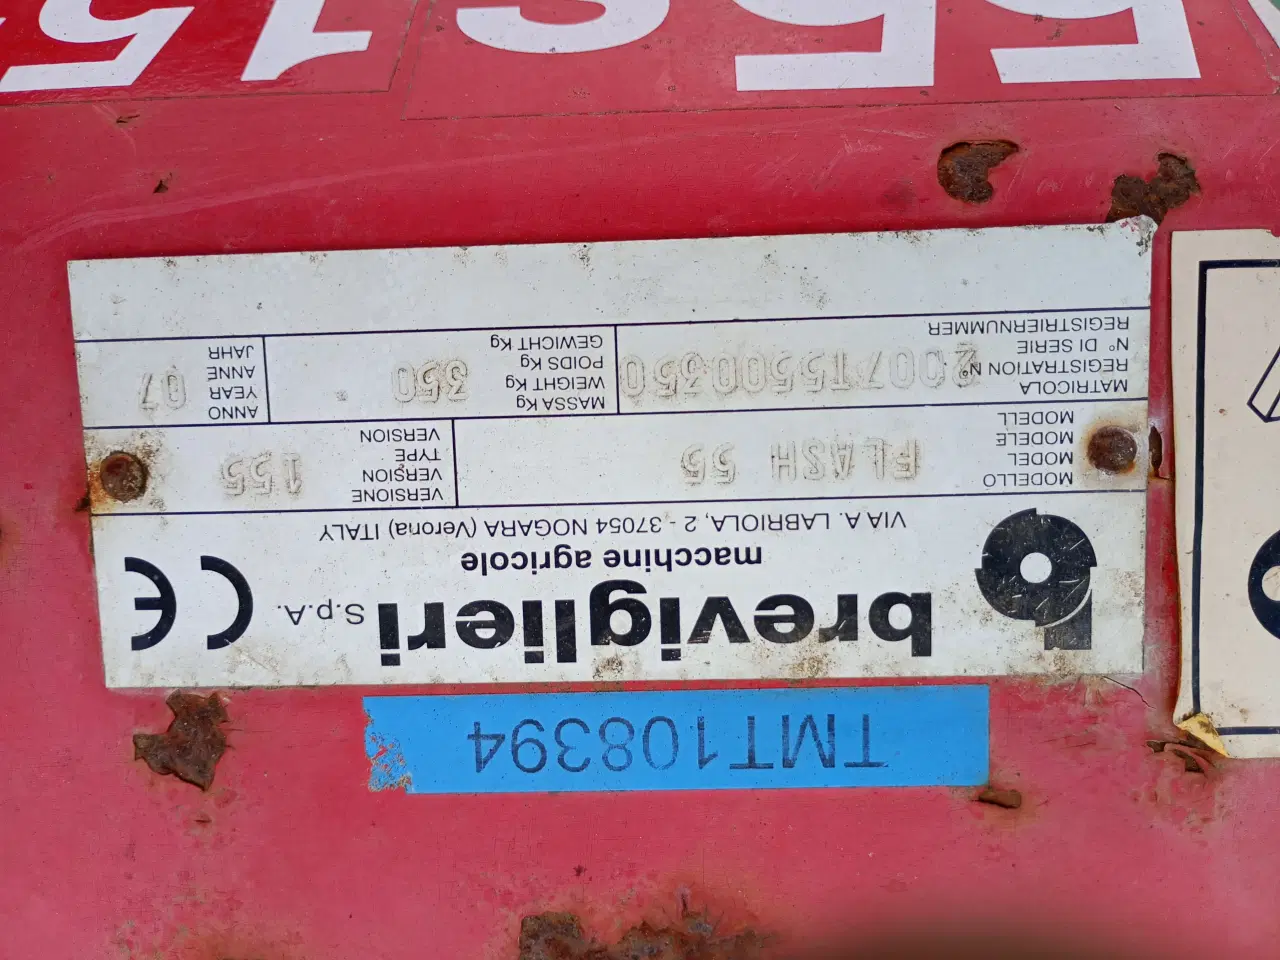 TMT108394
breviglieri S.p.A. CE
macchine agricole
VIA A. LABRIOLA, 2 - 37054 NOGARA (Verona) ITALY
MODELLO
MODEL
MODELE
MODELL
FLASH 55
VERSIONE
VERSION
TYPE
VERSION
155
MATRICOLA
REGISTRATION N°
N° DI SERIE
REGISTRIERNUMMER
2007T5500350
MASSA Kg
WEIGHT Kg
POIDS Kg
GEWICHT Kg
350
ANNO
YEAR
ANNE
JAHR
07